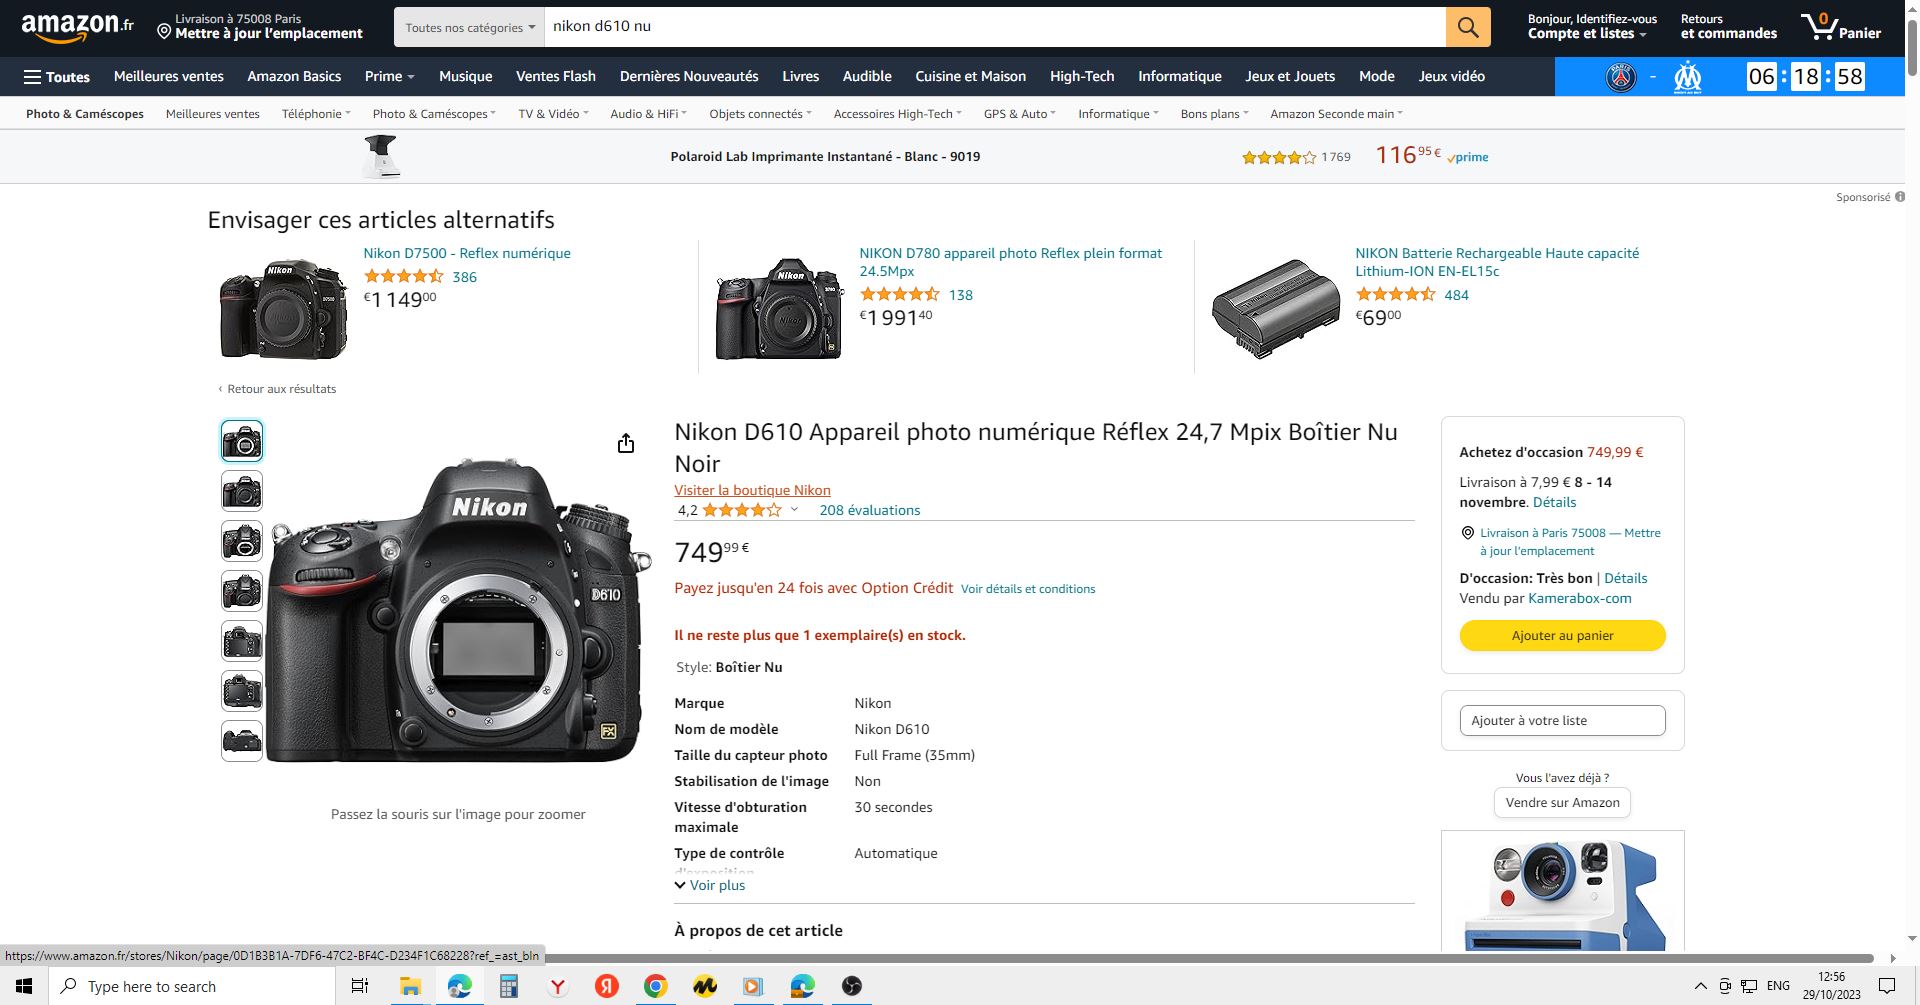 amazon.fr
Livraison à 75008 Paris
Mettre à jour l'emplacement
Toutes nos catégories
nikon d610 nu
Bonjour, Identifiez-vous
Compte et listes
Retours
et commandes
0
Panier
Toutes
Meilleures ventes
Amazon Basics
Prime
Musique
Ventes Flash
Dernières Nouveautés
Livres
Audible
Cuisine et Maison
High-Tech
Informatique
Jeux et Jouets
Mode
Jeux vidéo
PARIS
-
06:18:58
Photo & Caméscopes
Meilleures ventes
Téléphonie
Photo & Caméscopes
TV & Vidéo
Audio & HiFi
Objets connectés
Accessoires High-Tech
GPS & Auto
Informatique
Bons plans
Amazon Seconde main
Polaroid Lab Imprimante Instantané - Blanc - 9019
1 769
116,95 €
prime
Sponsorisé
Envisager ces articles alternatifs
Nikon
D7500
Nikon D7500 - Reflex numérique
386
€1 149 00
Nikon
D780
NIKON D780 appareil photo Reflex plein format
24.5Mpx
138
€1 991 40
NIKON Batterie Rechargeable Haute capacité
Lithium-ION EN-EL15c
484
€69 00
‹ Retour aux résultats
Nikon
D610
FX
Passez la souris sur l'image pour zoomer
Nikon D610 Appareil photo numérique Réflex 24,7 Mpix Boîtier Nu
Noir
Visiter la boutique Nikon
4,2
208 évaluations
749 99 €
Payez jusqu'en 24 fois avec Option Crédit Voir détails et conditions
Il ne reste plus que 1 exemplaire(s) en stock.
Style: Boîtier Nu
Marque Nikon
Nom de modèle Nikon D610
Taille du capteur photo Full Frame (35mm)
Stabilisation de l'image Non
Vitesse d'obturation 30 secondes
maximale
Type de contrôle Automatique
d'exposition
Voir plus
À propos de cet article
Achetez d'occasion 749,99 €
Livraison à 7,99 € 8 - 14
novembre. Détails
Livraison à Paris 75008 — Mettre
à jour l'emplacement
D'occasion: Très bon | Détails
Vendu par Kamerabox-com
Ajouter au panier
Ajouter à votre liste
Vous l'avez déjà ?
Vendre sur Amazon
https://www.amazon.fr/stores/Nikon/page/0D1B3B1A-7DF6-47C2-BF4C-D234F1C68228?ref_=ast_bln
Type here to search
ENG
12:56
29/10/2023